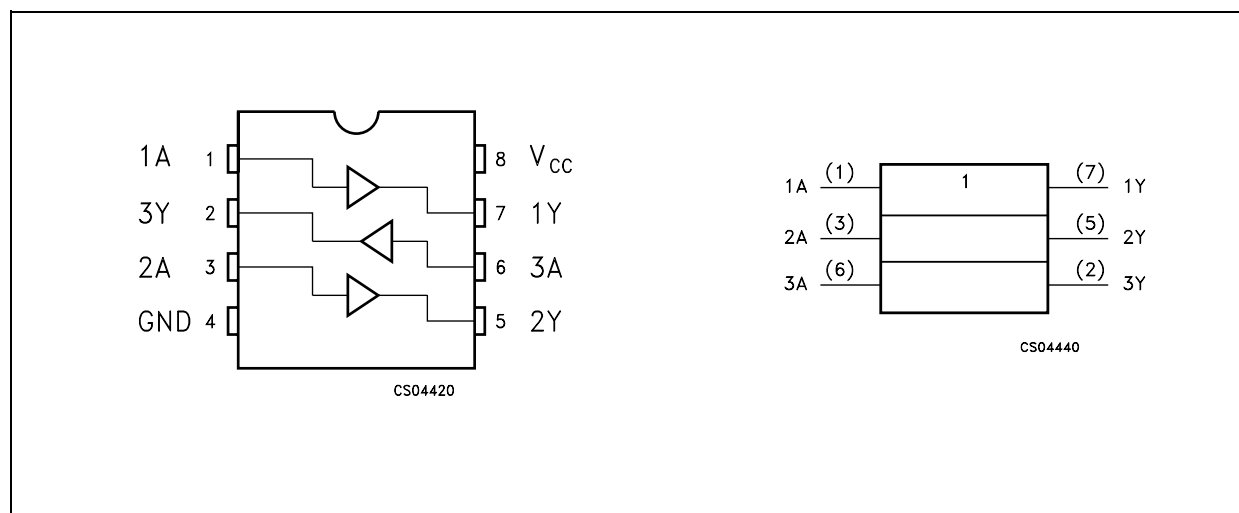 1A 1 8 V_CC
3Y 2 7 1Y
2A 3 6 3A
GND 4 5 2Y
CS04420
1
1A (1) (7) 1Y
2A (3) (5) 2Y
3A (6) (2) 3Y
CS04440